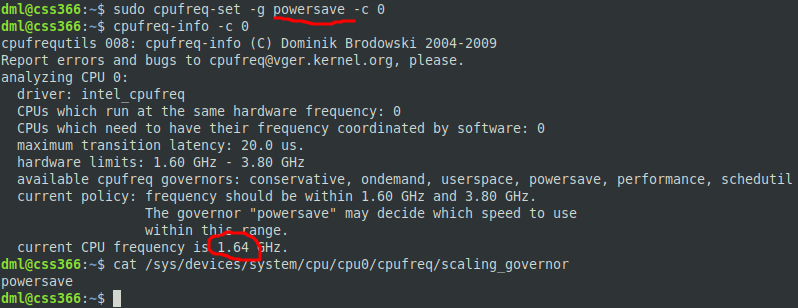 dml@css366:~$ sudo cpufreq-set -g powersave -c 0
dml@css366:~$ cpufreq-info -c 0
cpufrequtils 008: cpufreq-info (C) Dominik Brodowski 2004-2009
Report errors and bugs to cpufreq@vger.kernel.org, please.
analyzing CPU 0:
  driver: intel_cpufreq
  CPUs which run at the same hardware frequency: 0
  CPUs which need to have their frequency coordinated by software: 0
  maximum transition latency: 20.0 us.
  hardware limits: 1.60 GHz - 3.80 GHz
  available cpufreq governors: conservative, ondemand, userspace, powersave, performance, schedutil
  current policy: frequency should be within 1.60 GHz and 3.80 GHz.
                  The governor "powersave" may decide which speed to use
                  within this range.
  current CPU frequency is 1.64 GHz.
dml@css366:~$ cat /sys/devices/system/cpu/cpu0/cpufreq/scaling_governor
powersave
dml@css366:~$